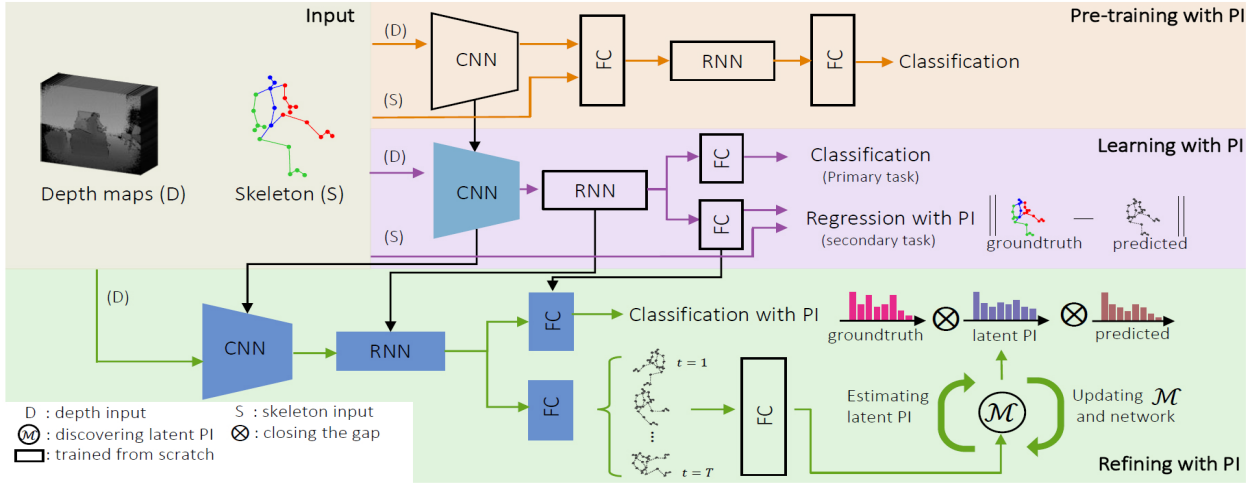 Input
Depth maps (D)
Skeleton (S)
Pre-training with PI
(D)
(S)
CNN
FC
RNN
FC
Classification
Learning with PI
(D)
(S)
CNN
RNN
FC
FC
Classification
(Primary task)
Regression with PI
(secondary task)
groundtruth
predicted
(D)
CNN
RNN
FC
FC
Classification with PI
t = 1
...
t = T
FC
groundtruth
latent PI
predicted
Estimating
latent PI
ℳ
Updating ℳ
and network
Refining with PI
D : depth input
S : skeleton input
ℳ : discovering latent PI
⊗ : closing the gap
: trained from scratch